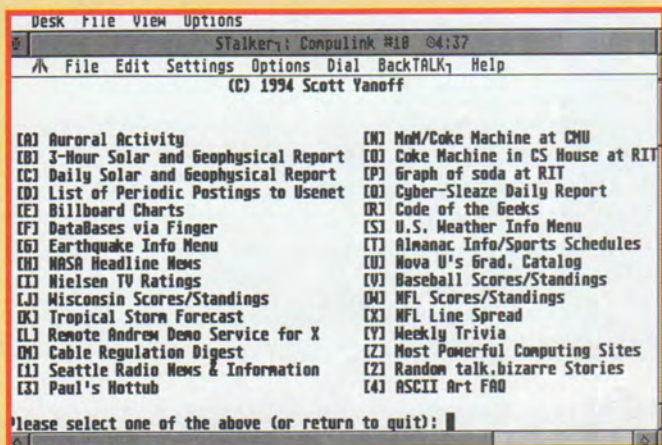 Desk File View Options
STalker┐: Compulink #18 ⊙4:37
File Edit Settings Options Dial BackTALK┐ Help
(C) 1994 Scott Yanoff
[A] Auroral Activity
[B] 3-Hour Solar and Geophysical Report
[C] Daily Solar and Geophysical Report
[D] List of Periodic Postings to Usenet
[E] Billboard Charts
[F] DataBases via Finger
[G] Earthquake Info Menu
[H] NASA Headline News
[I] Nielsen TV Ratings
[J] Wisconsin Scores/Standings
[K] Tropical Storm Forecast
[L] Remote Andrew Demo Service for X
[M] Cable Regulation Digest
[1] Seattle Radio News & Information
[3] Paul's Hottub
[N] MnM/Coke Machine at CMU
[O] Coke Machine in CS House at RIT
[P] Graph of soda at RIT
[Q] Cyber-Sleaze Daily Report
[R] Code of the Geeks
[S] U.S. Weather Info Menu
[T] Almanac Info/Sports Schedules
[U] Nova U's Grad. Catalog
[V] Baseball Scores/Standings
[W] NFL Scores/Standings
[X] NFL Line Spread
[Y] Weekly Trivia
[Z] Most Powerful Computing Sites
[2] Random talk.bizarre Stories
[4] ASCII Art FAQ
Please select one of the above (or return to quit):